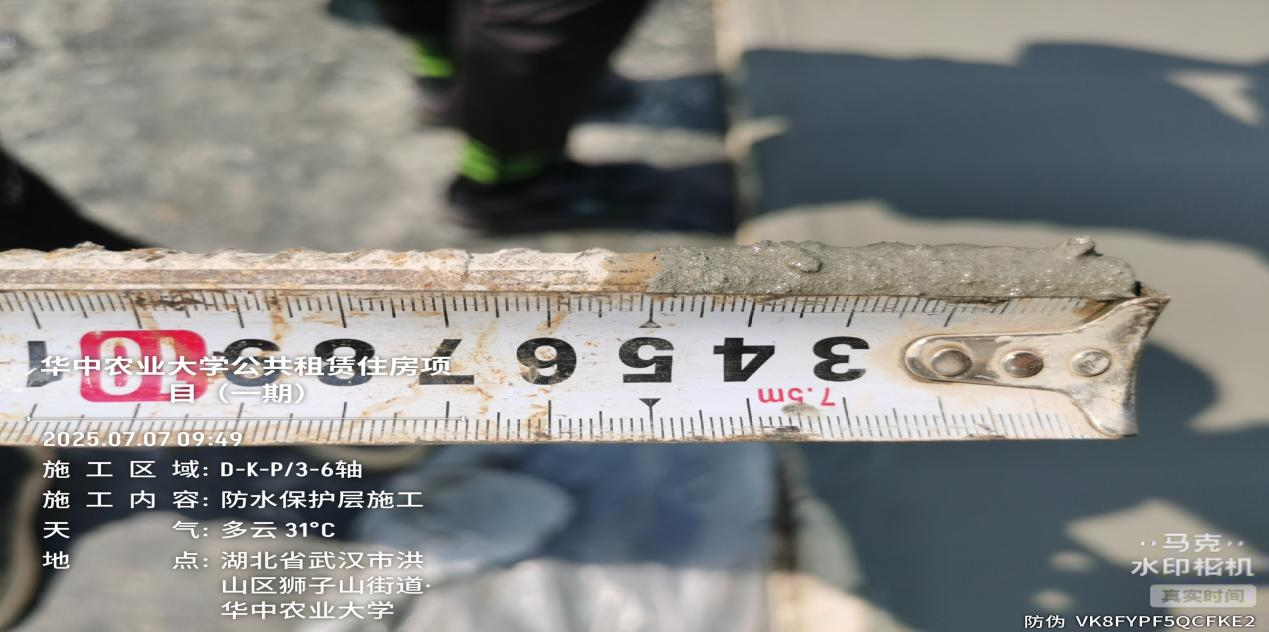 1 10 9 8 7 6 5 4 3
7.5m
华中农业大学公共租赁住房项
目（一期）
2025.07.07 09:49
施工区域：D-K-P/3-6轴
施工内容：防水保护层施工
天气：多云 31°C
地点：湖北省武汉市洪
山区狮子山街道·
华中农业大学
马克
水印相机
真实时间
防伪 VK8FYPF5QCFKE2